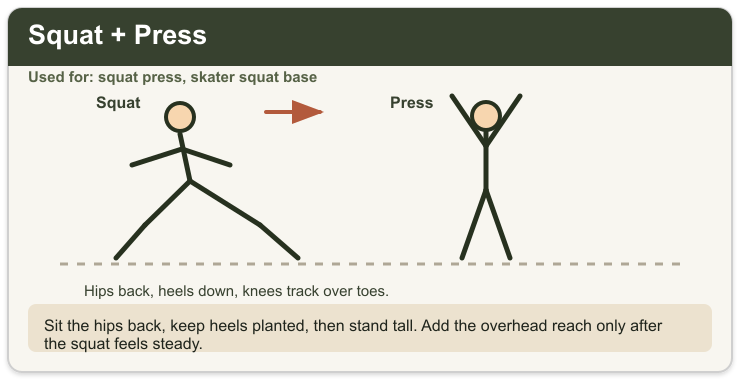 Squat + Press
Used for: squat press, skater squat base
Squat
Press
Hips back, heels down, knees track over toes.
Sit the hips back, keep heels planted, then stand tall. Add the overhead reach only after
the squat feels steady.